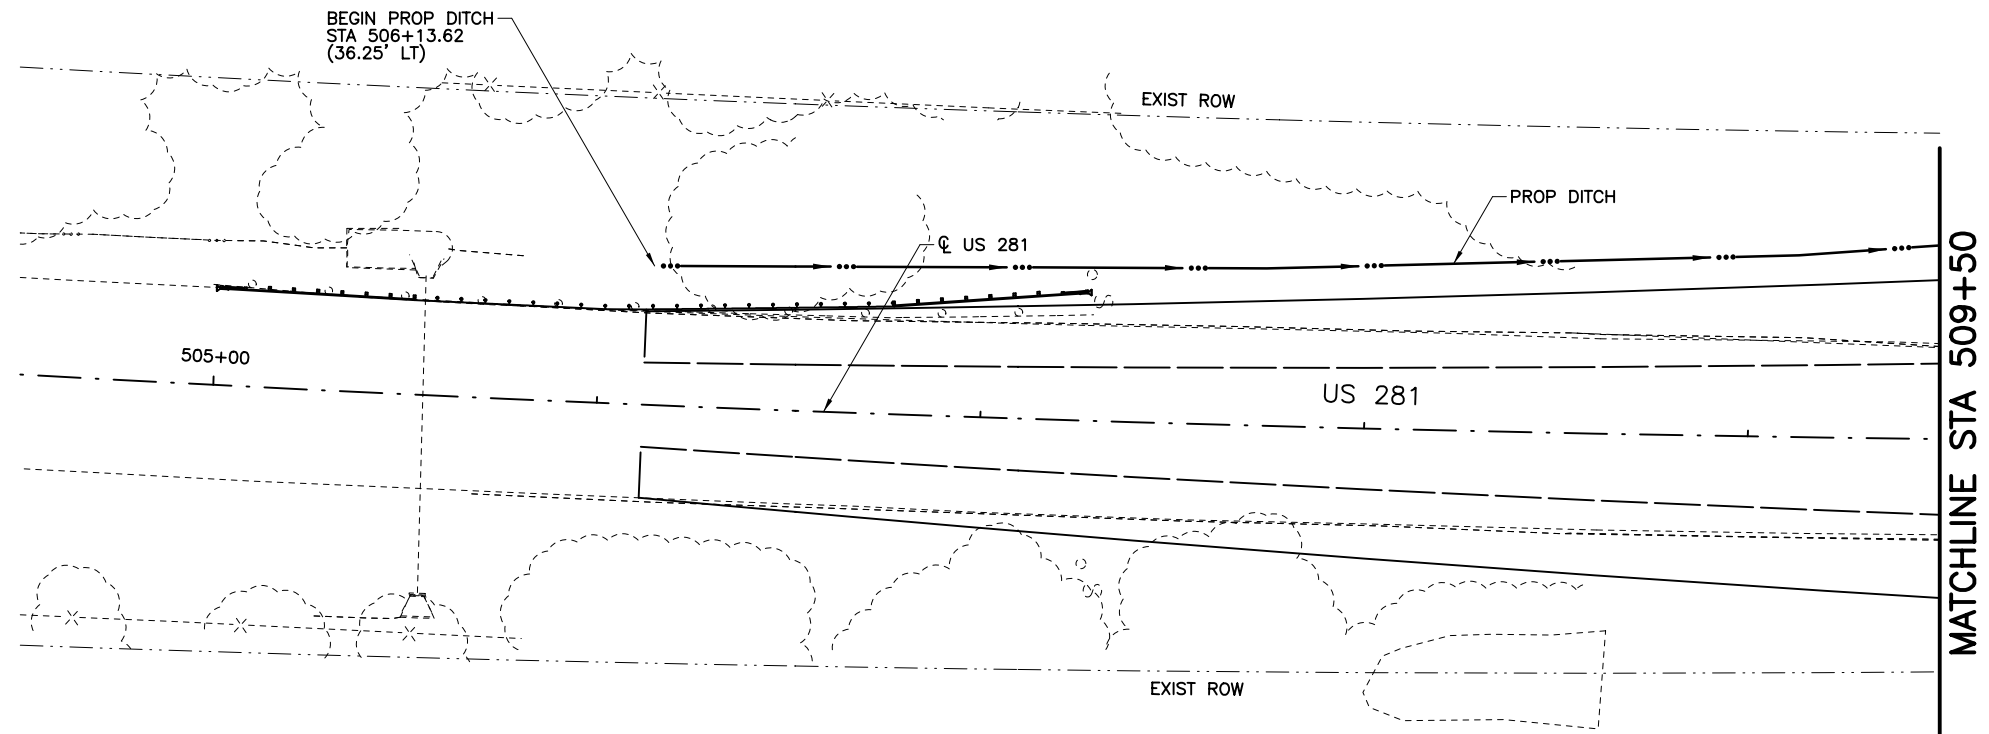 BEGIN PROP DITCH
STA 506+13.62
(36.25' LT)
EXIST ROW
PROP DITCH
℄ US 281
505+00
US 281
MATCHLINE STA 509+50
EXIST ROW